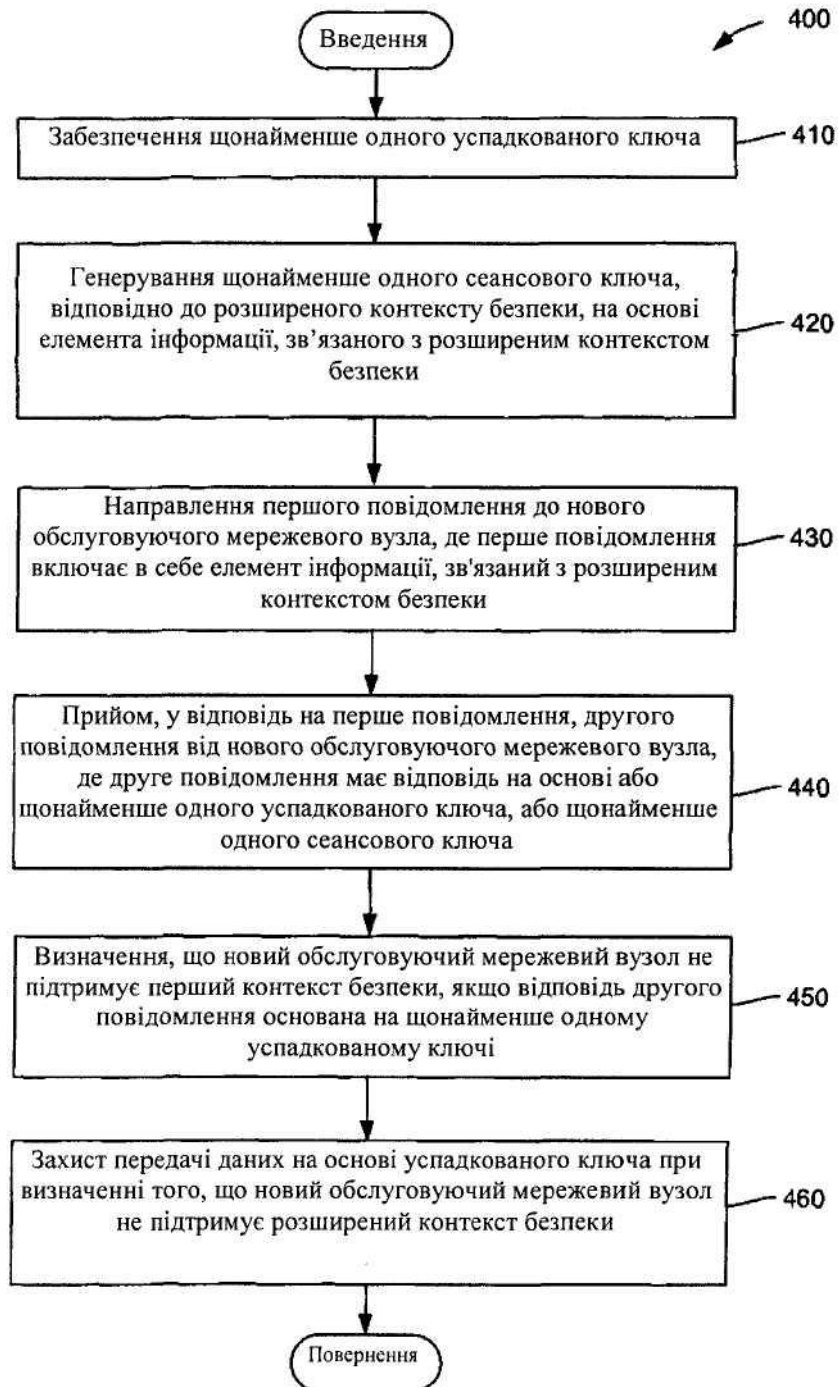 400
Введення
Забезпечення щонайменше одного успадкованого ключа
410
Генерування щонайменше одного сеансового ключа,
відповідно до розширеного контексту безпеки, на основі
елемента інформації, зв’язаного з розширеним контекстом
безпеки
420
Направлення першого повідомлення до нового
обслуговуючого мережевого вузла, де перше повідомлення
включає в себе елемент інформації, зв'язаний з розширеним
контекстом безпеки
430
Прийом, у відповідь на перше повідомлення, другого
повідомлення від нового обслуговуючого мережевого вузла,
де друге повідомлення має відповідь на основі або
щонайменше одного успадкованого ключа, або щонайменше
одного сеансового ключа
440
Визначення, що новий обслуговуючий мережевий вузол не
підтримує перший контекст безпеки, якщо відповідь другого
повідомлення основана на щонайменше одному
успадкованому ключі
450
Захист передачі даних на основі успадкованого ключа при
визначенні того, що новий обслуговуючий мережевий вузол
не підтримує розширений контекст безпеки
460
Повернення